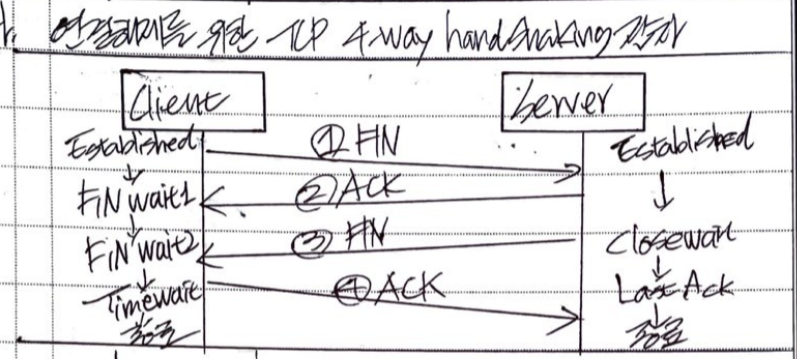 연결해제를 위한 TCP 4-way handshaking 절차
Client
Server
Established
① FIN
Established
FIN wait1
② ACK
FIN wait2
③ FIN
Closewait
Timewait
④ ACK
Last Ack
종료
종료